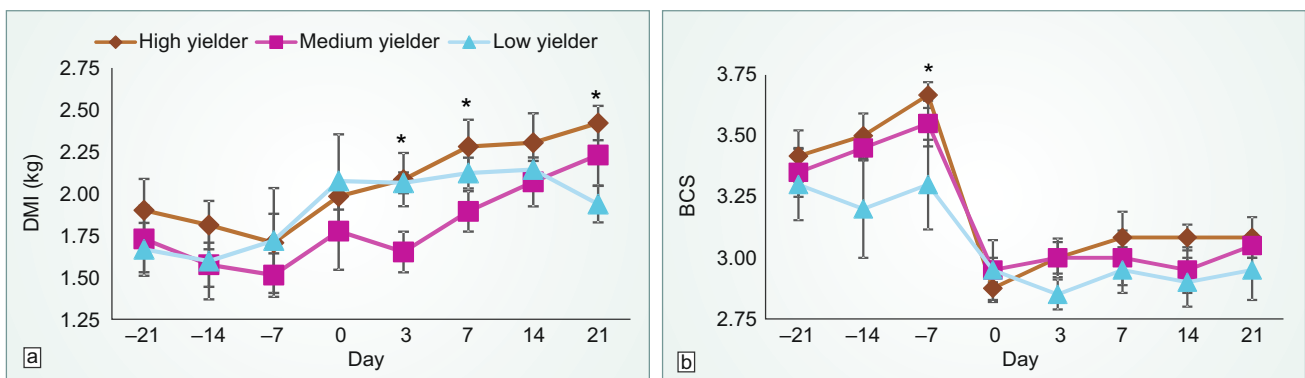 High yielder Medium yielder Low yielder
2.75
2.50
2.25
2.00
1.75
1.50
1.25
DMI (kg)
* * *
–21 –14 –7 0 3 7 14 21
Day
a
3.75
3.50
3.25
3.00
2.75
BCS
*
–21 –14 –7 0 3 7 14 21
Day
b